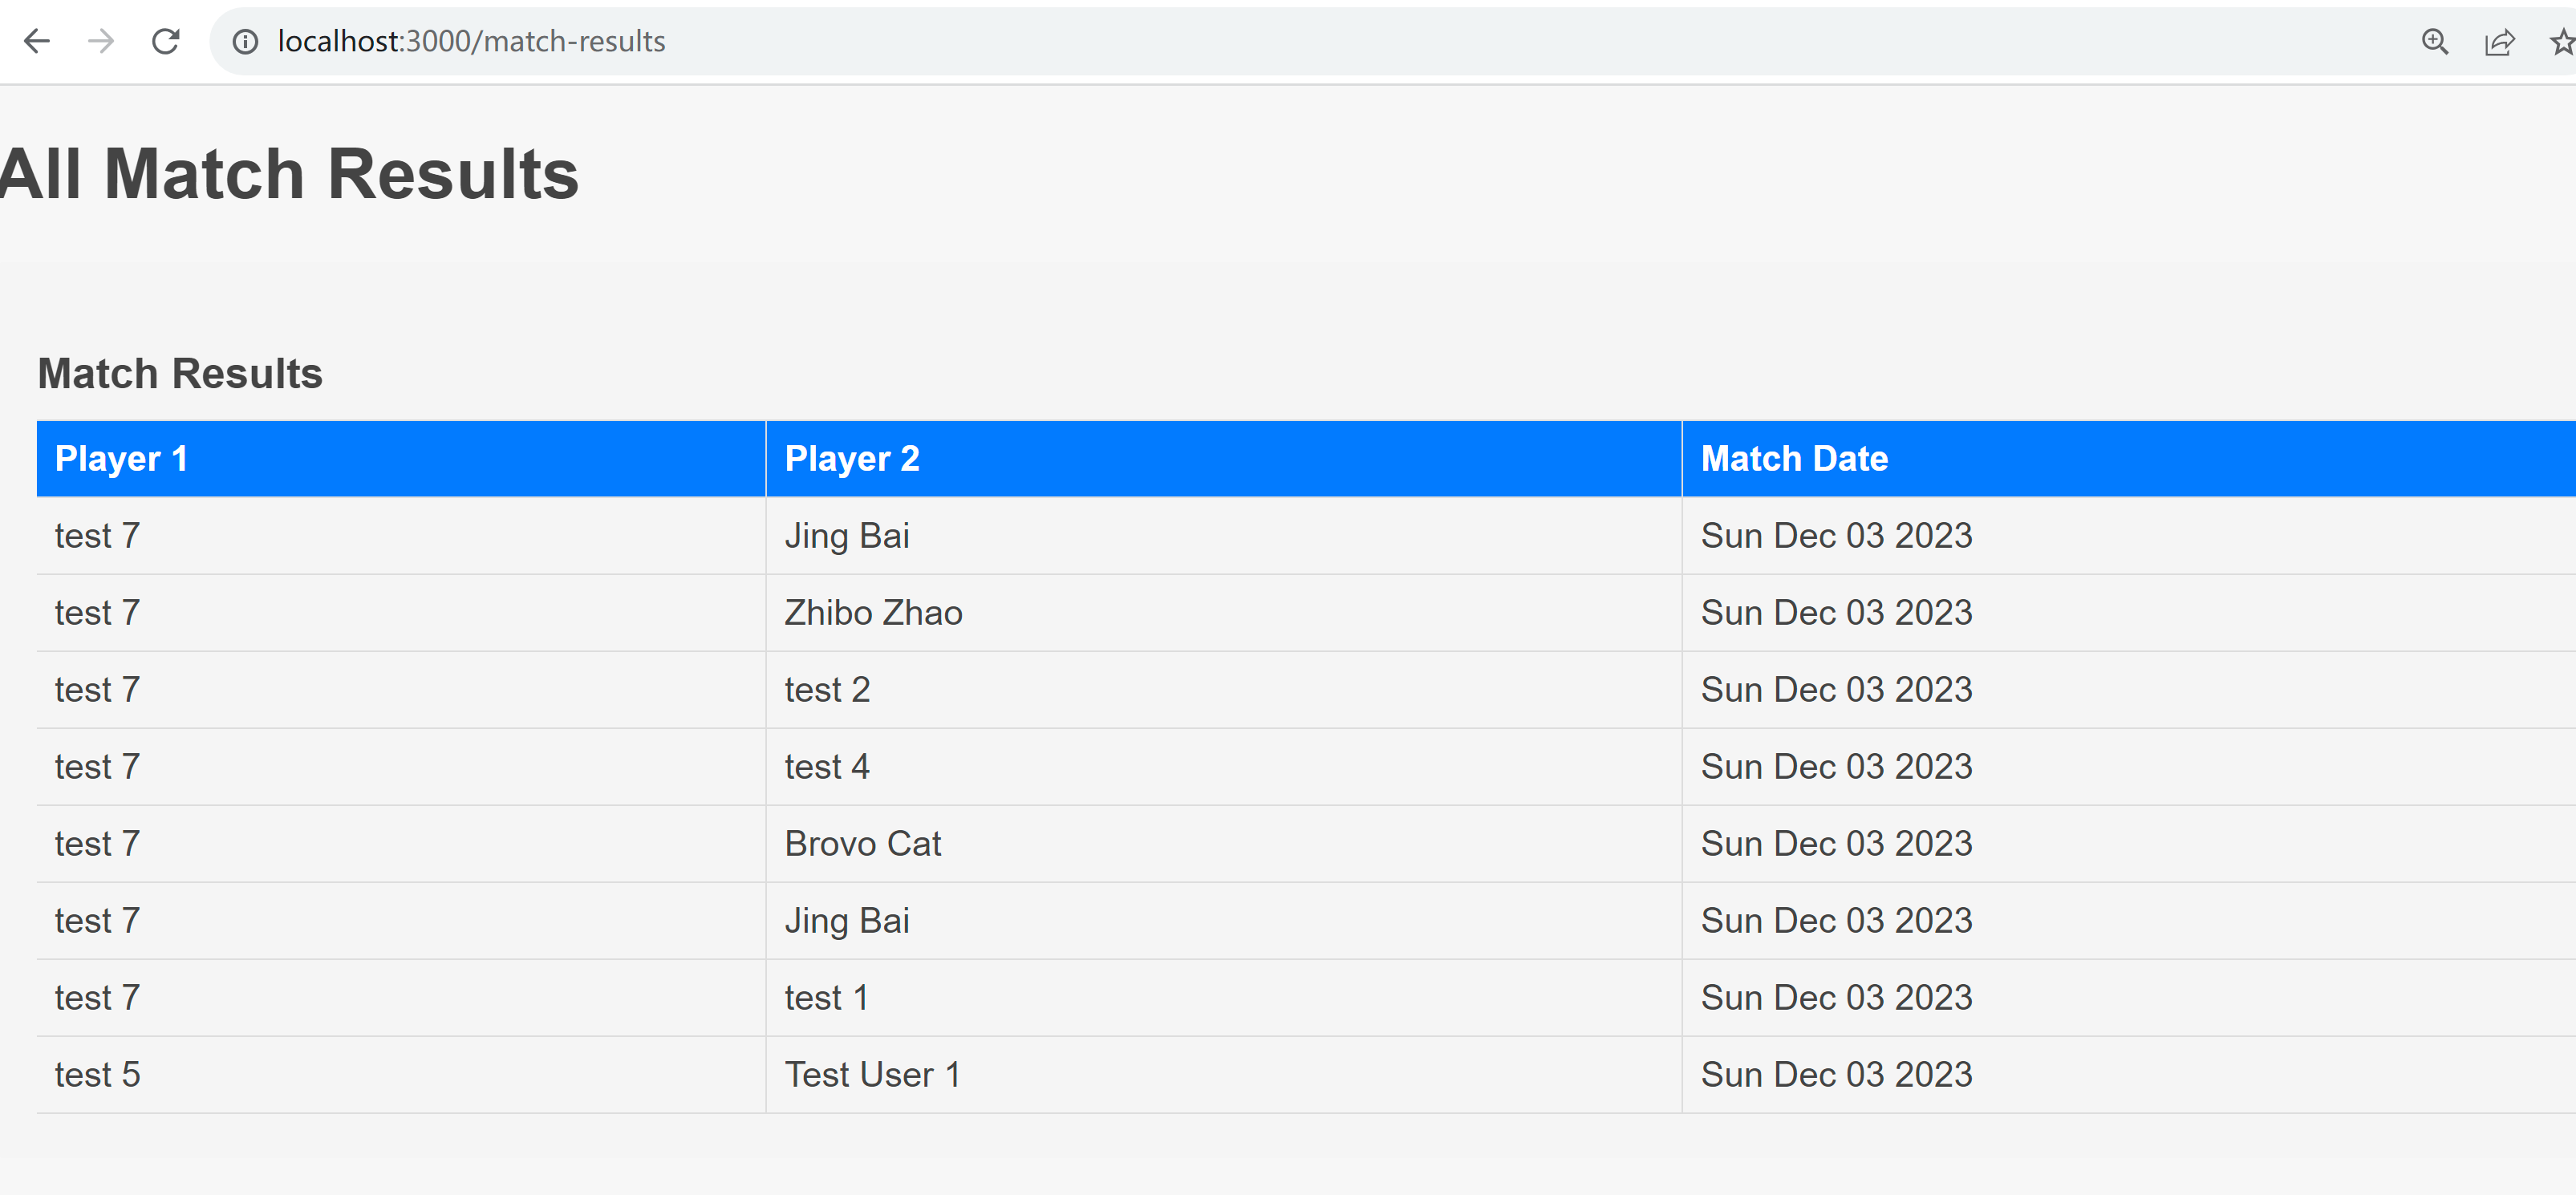 localhost:3000/match-results
All Match Results
Match Results
Player 1 Player 2 Match Date
test 7 Jing Bai Sun Dec 03 2023
test 7 Zhibo Zhao Sun Dec 03 2023
test 7 test 2 Sun Dec 03 2023
test 7 test 4 Sun Dec 03 2023
test 7 Brovo Cat Sun Dec 03 2023
test 7 Jing Bai Sun Dec 03 2023
test 7 test 1 Sun Dec 03 2023
test 5 Test User 1 Sun Dec 03 2023